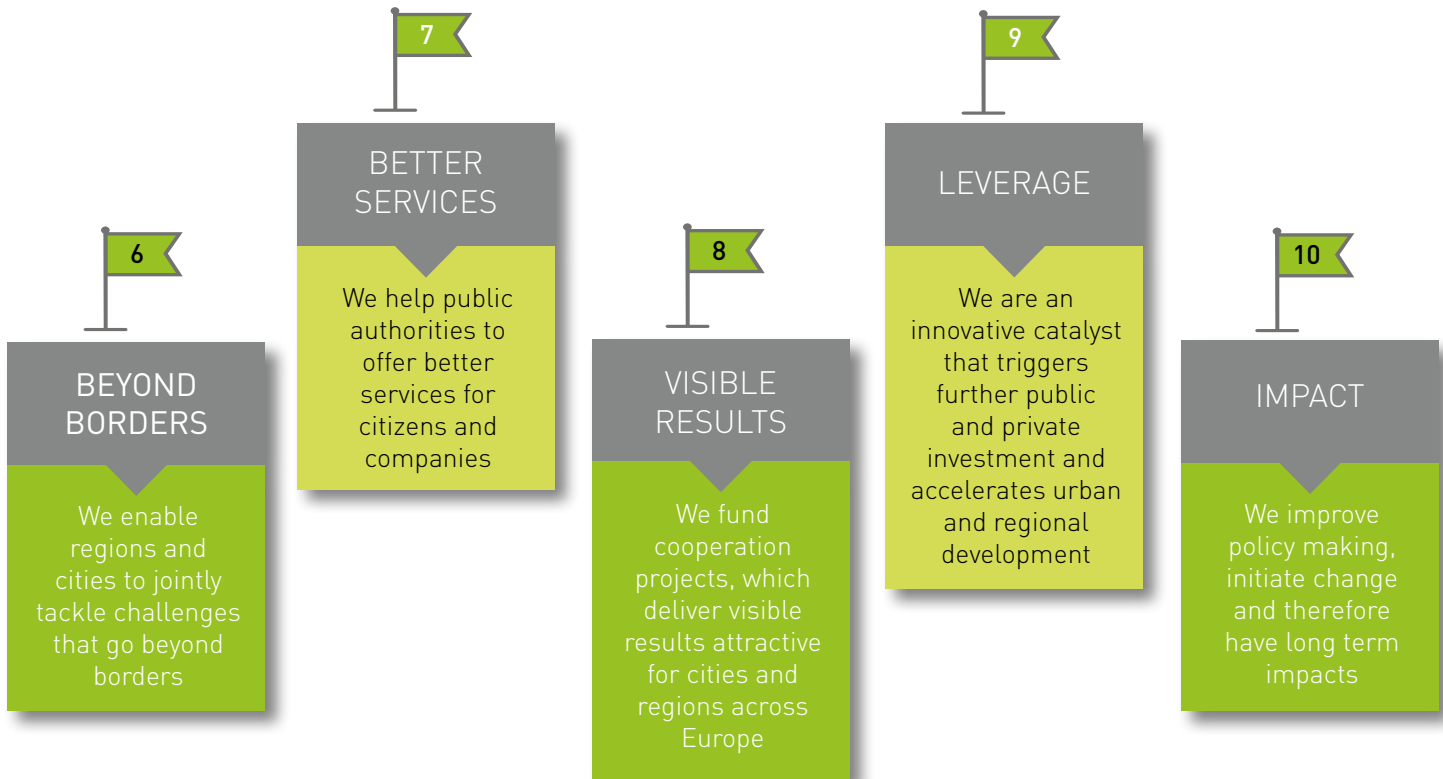 6
BEYOND
BORDERS
We enable
regions and
cities to jointly
tackle challenges
that go beyond
borders
7
BETTER
SERVICES
We help public
authorities to
offer better
services for
citizens and
companies
8
VISIBLE
RESULTS
We fund
cooperation
projects, which
deliver visible
results attractive
for cities and
regions across
Europe
9
LEVERAGE
We are an
innovative catalyst
that triggers
further public
and private
investment and
accelerates urban
and regional
development
10
IMPACT
We improve
policy making,
initiate change
and therefore
have long term
impacts